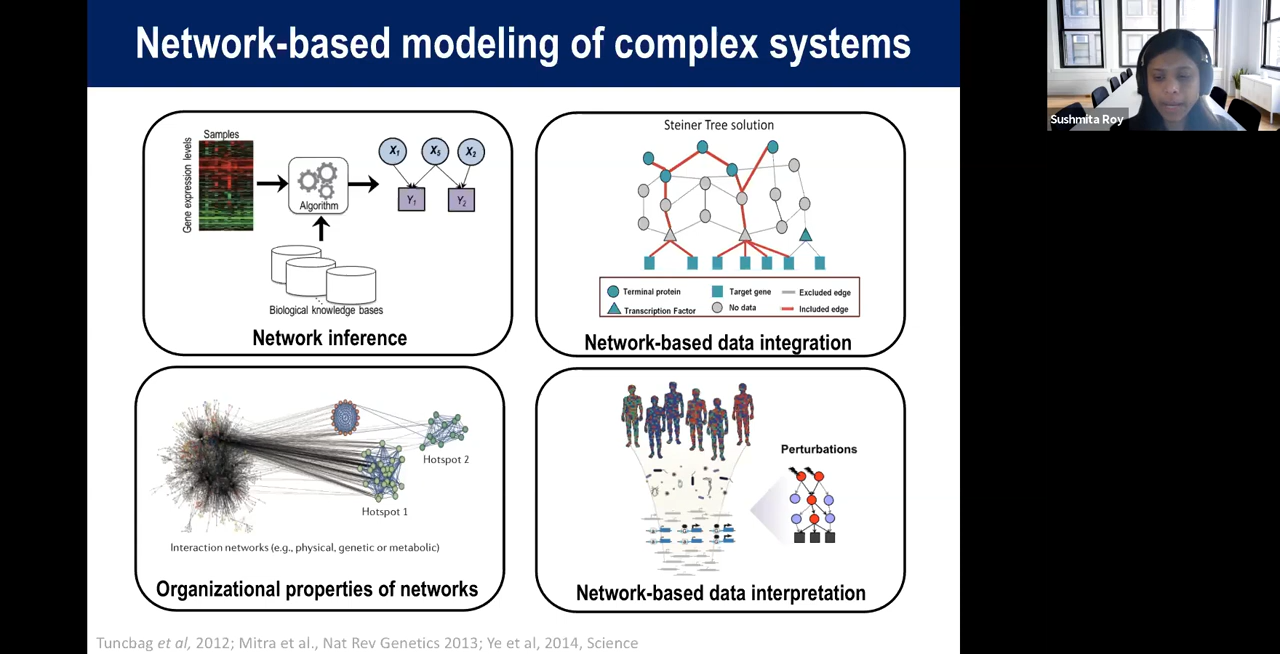 Network-based modeling of complex systems
Sushmita Roy
Samples
Gene expression levels
Algorithm
X1
X5
X2
Y1
Y2
Biological knowledge bases
Network inference
Steiner Tree solution
Terminal protein
Target gene
Excluded edge
Transcription Factor
No data
Included edge
Network-based data integration
Hotspot 2
Hotspot 1
Interaction networks (e.g., physical, genetic or metabolic)
Organizational properties of networks
Perturbations
Network-based data interpretation
Tuncbag et al, 2012; Mitra et al., Nat Rev Genetics 2013; Ye et al, 2014, Science